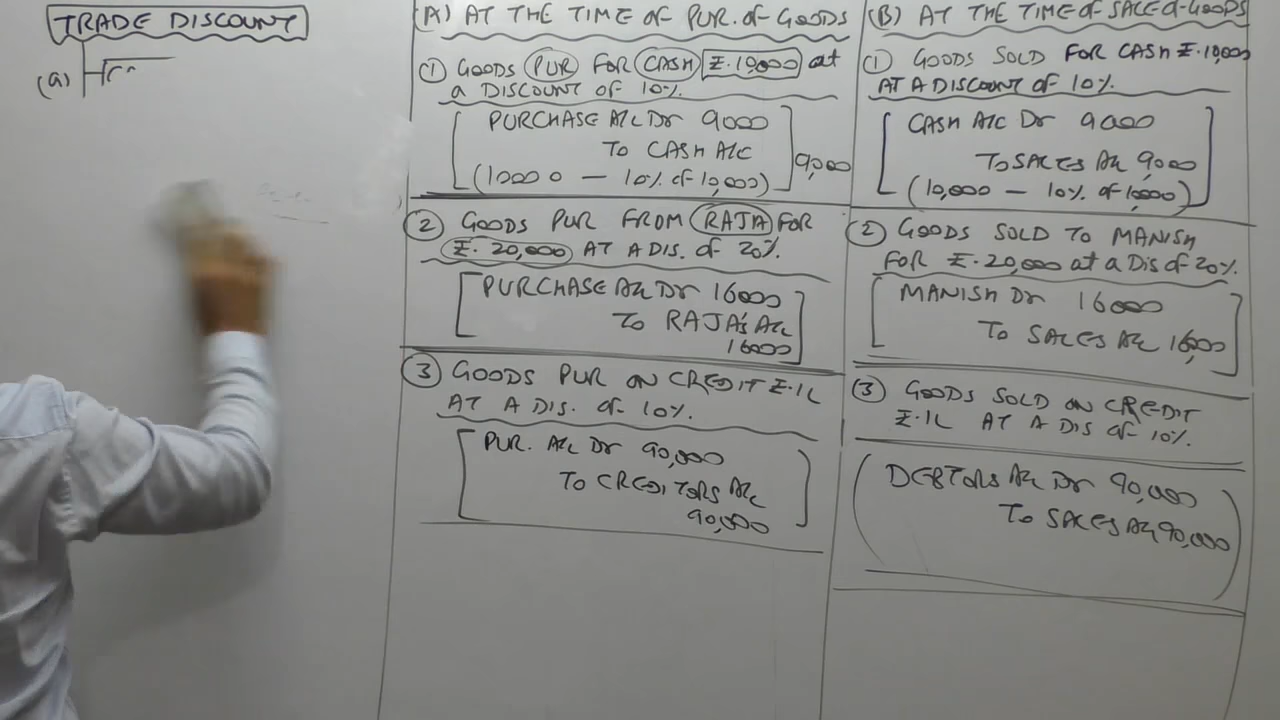 TRADE DISCOUNT
(a)
(A) AT THE TIME OF PUR. OF GOODS
① GOODS PUR FOR CASH ₹.10,000 at
a DISCOUNT OF 10%.
PURCHASE A/c Dr 9000
TO CASH A/C
9,000
(10000 — 10% of 10,000)
② GOODS PUR FROM RAJA FOR
₹. 20,000 AT A DIS. of 20%.
PURCHASE A/c Dr 16000
TO RAJA's A/c
16000
③ GOODS PUR ON CREDIT ₹.1L
AT A DIS. of 10%.
PUR. A/c Dr 90,000
TO CREDITORS A/c
90,000
(B) AT THE TIME OF SALE OF GOODS
① GOODS SOLD FOR CASH ₹.10,000
AT A DISCOUNT OF 10%.
CASH A/C Dr 9000
TO SALES A/c 9000
(10,000 — 10% of 10000)
② GOODS SOLD TO MANISH
FOR ₹.20,000 at a Dis of 20%.
MANISH Dr 16000
TO SALES A/c 16,000
③ GOODS SOLD ON CREDIT
₹.1L AT A DIS OF 10%.
DEBTORS A/c Dr 90,000
TO SALES A/c 90,000